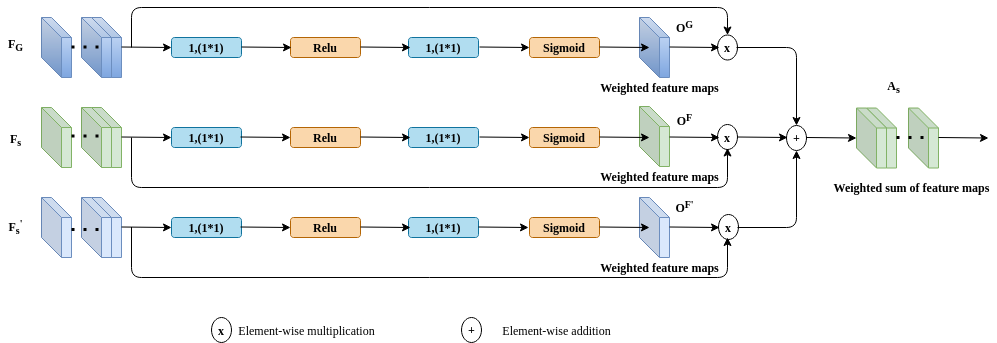 F_G 1,(1*1) Relu 1,(1*1) Sigmoid O^G x
Weighted feature maps
F_s 1,(1*1) Relu 1,(1*1) Sigmoid O^F x + A_s
Weighted feature maps
Weighted sum of feature maps
F_s' 1,(1*1) Relu 1,(1*1) Sigmoid O^F' x
Weighted feature maps
x Element-wise multiplication + Element-wise addition